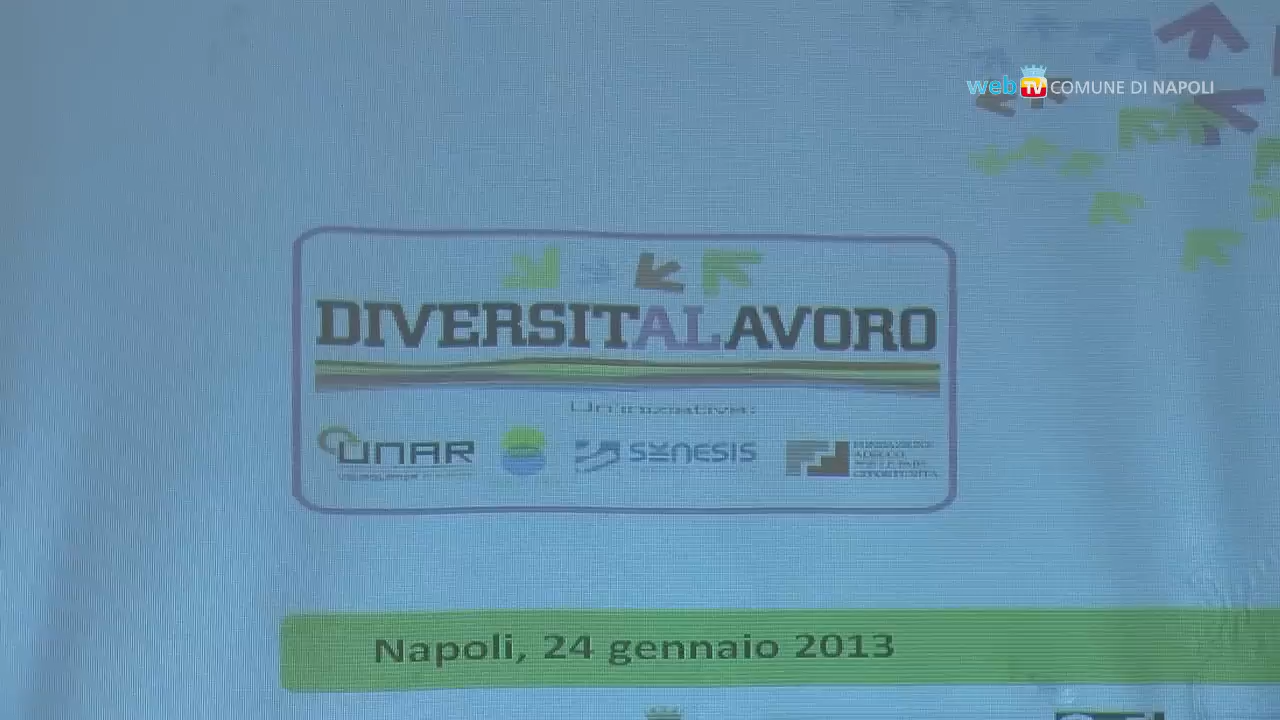 web TV COMUNE DI NAPOLI
DIVERSITALAVORO
Un'iniziativa:
UNAR
SYNESIS
Napoli, 24 gennaio 2013